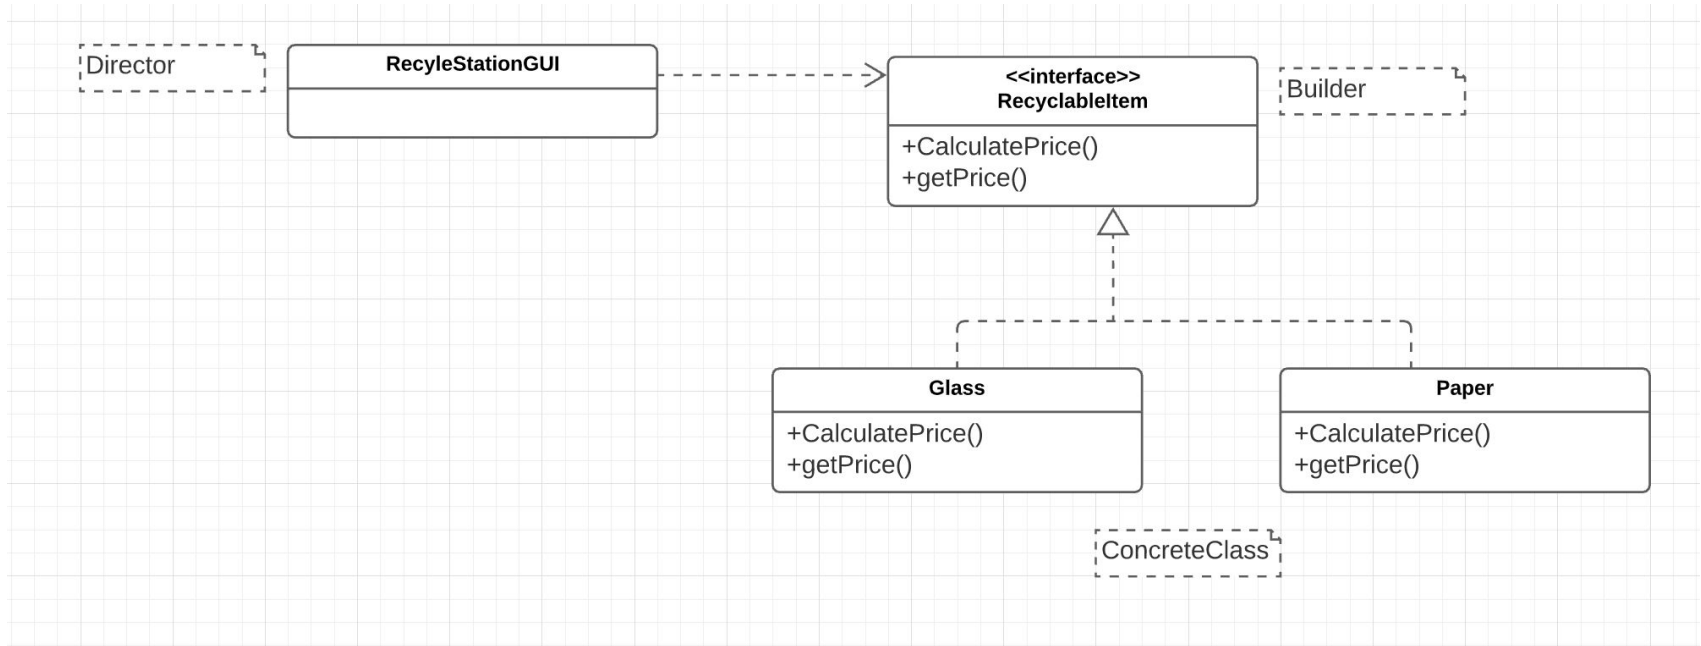 Director
RecyleStationGUI
<<interface>>
RecyclableItem
+CalculatePrice()
+getPrice()
Builder
Glass
+CalculatePrice()
+getPrice()
Paper
+CalculatePrice()
+getPrice()
ConcreteClass